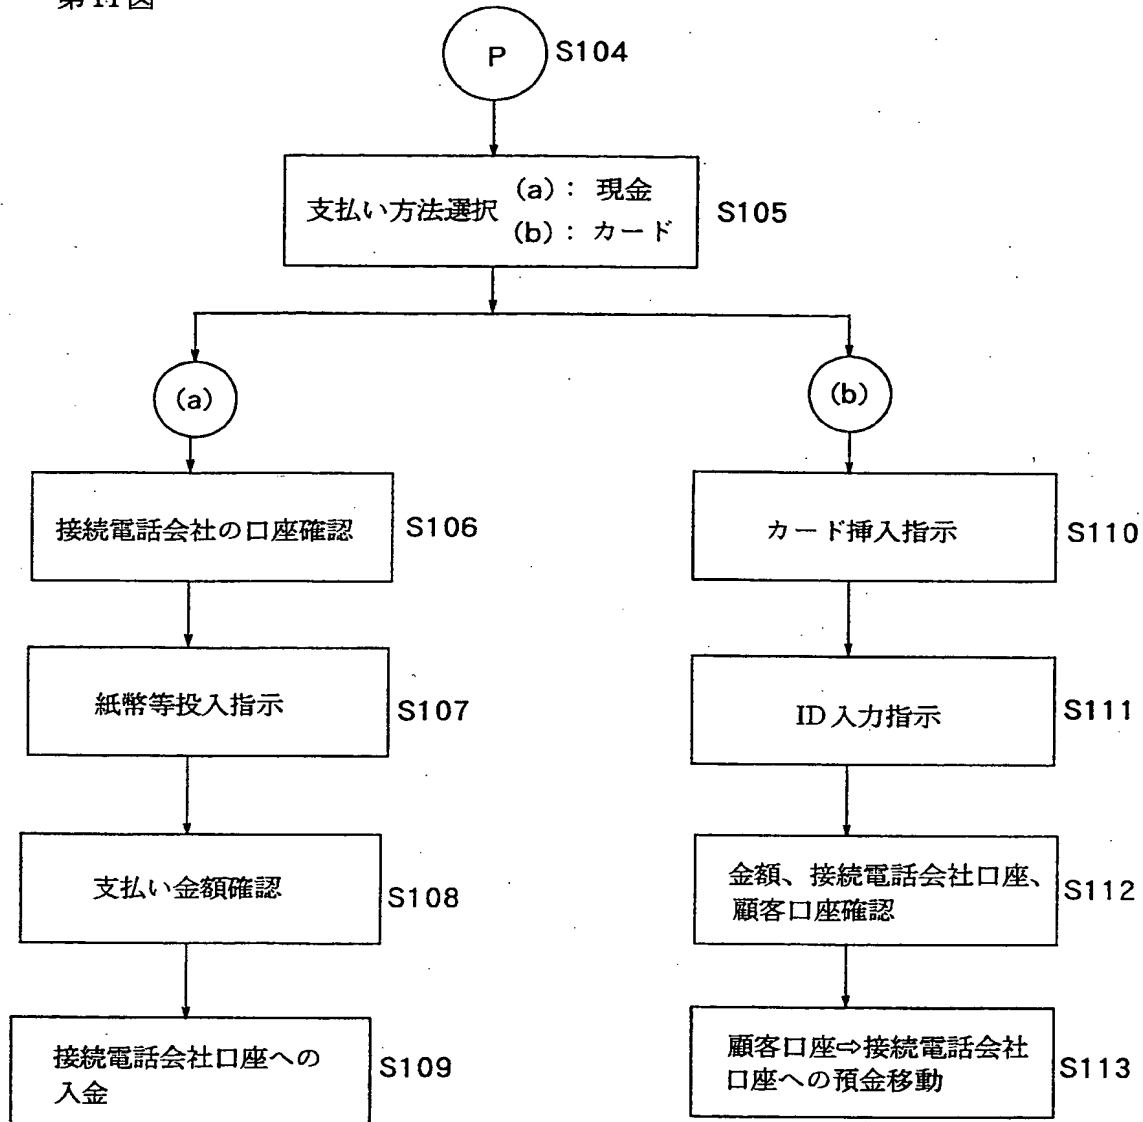 第11図
P
S104
支払い方法選択
(a)： 現金
(b)： カード
S105
(a)
(b)
接続電話会社の口座確認
S106
カード挿入指示
S110
紙幣等投入指示
S107
ID入力指示
S111
支払い金額確認
S108
金額、接続電話会社口座、
顧客口座確認
S112
接続電話会社口座への
入金
S109
顧客口座⇨接続電話会社
口座への預金移動
S113